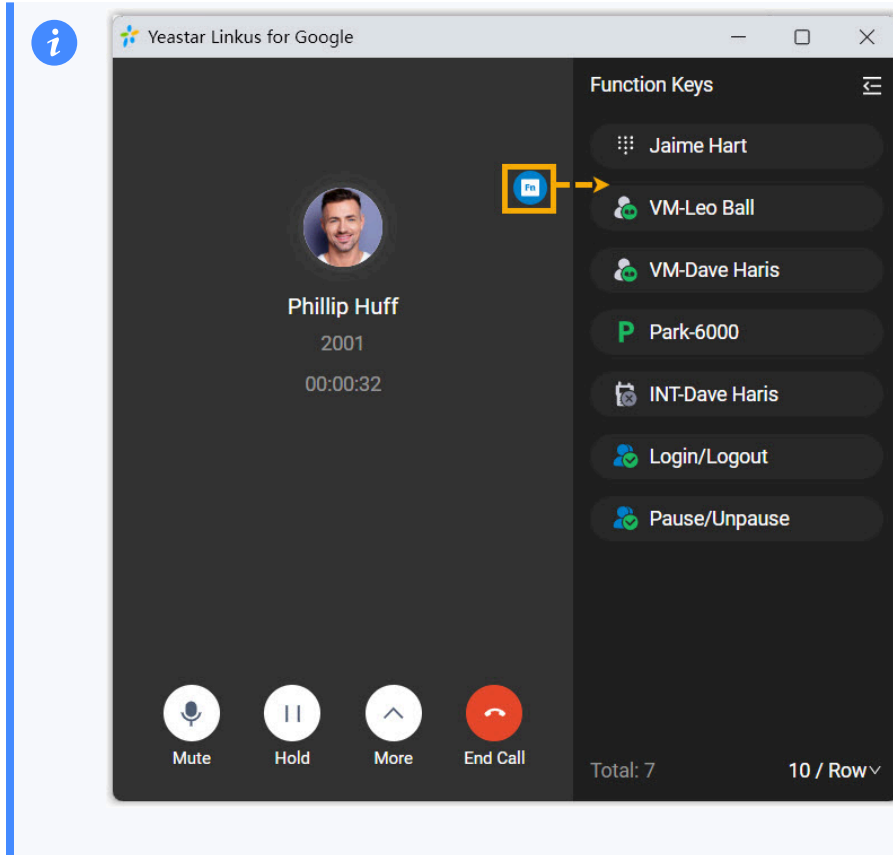 Yeastar Linkus for Google
Function Keys
Jaime Hart
Fn
VM-Leo Ball
VM-Dave Haris
Phillip Huff
2001
00:00:32
P Park-6000
INT-Dave Haris
Login/Logout
Pause/Unpause
Mute Hold More End Call
Total: 7 10 / Row